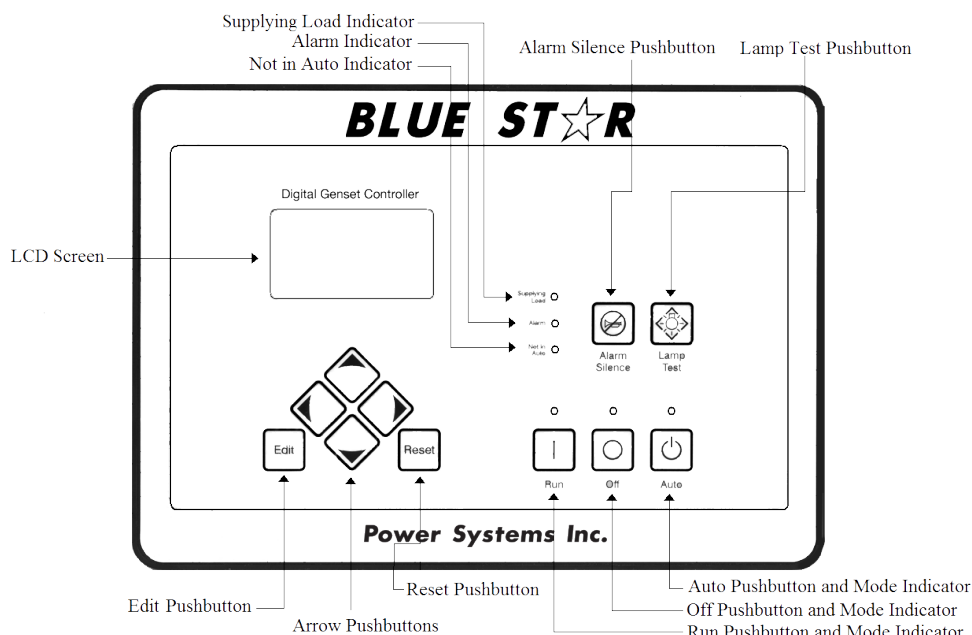 Supplying Load Indicator
Alarm Indicator
Not in Auto Indicator
Alarm Silence Pushbutton
Lamp Test Pushbutton
BLUE ST☆R
Digital Genset Controller
LCD Screen
Supplying
Load
Alarm
Not in
Auto
Alarm
Silence
Lamp
Test
Edit
Reset
Run
Off
Auto
Power Systems Inc.
Reset Pushbutton
Edit Pushbutton
Arrow Pushbuttons
Auto Pushbutton and Mode Indicator
Off Pushbutton and Mode Indicator
Run Pushbutton and Mode Indicator